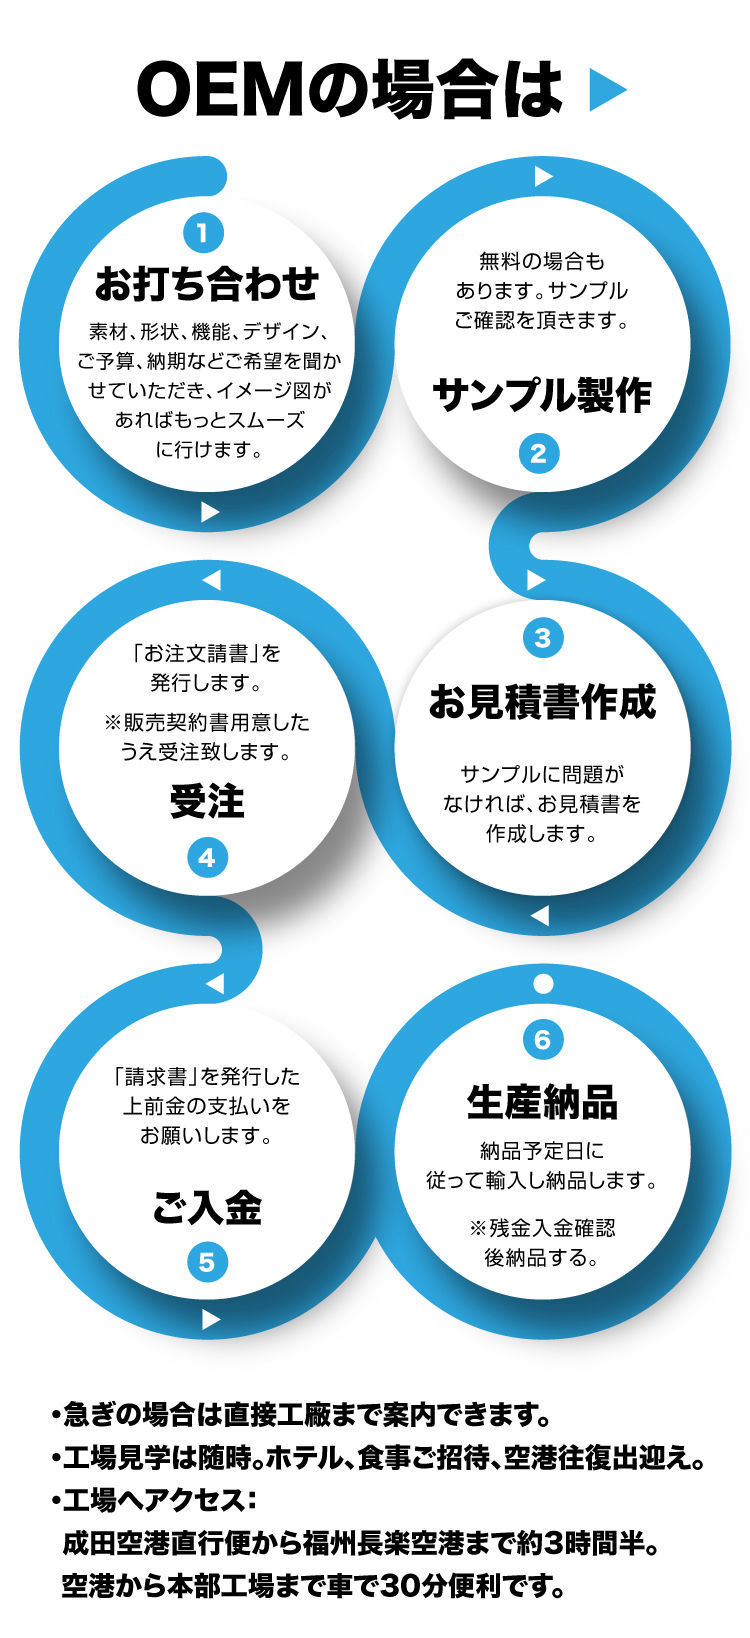 OEMの場合は
1
お打ち合わせ
素材、形状、機能、デザイン、
ご予算、納期などご希望を聞か
せていただき、イメージ図が
あればもっとスムーズ
に行けます。
無料の場合も
あります。サンプル
ご確認を頂きます。
サンプル製作
2
3
お見積書作成
サンプルに問題が
なければ、お見積書を
作成します。
「お注文請書」を
発行します。
※販売契約書用意した
うえ受注致します。
受注
4
「請求書」を発行した
上前金の支払いを
お願いします。
ご入金
5
6
生産納品
納品予定日に
従って輸入し納品します。
※残金入金確認
後納品する。
•急ぎの場合は直接工廠まで案内できます。
•工場見学は随時。ホテル、食事ご招待、空港往復出迎え。
•工場へアクセス：
成田空港直行便から福州長楽空港まで約3時間半。
空港から本部工場まで車で30分便利です。